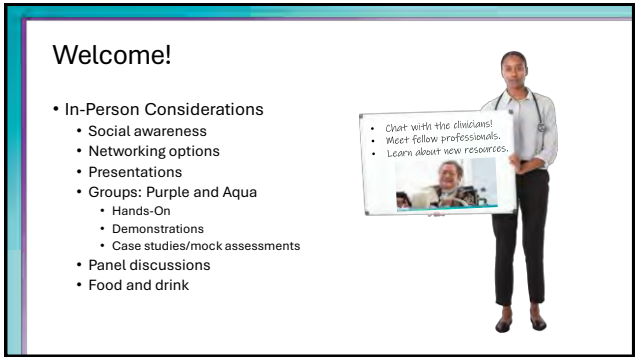 Welcome!
• In-Person Considerations
• Social awareness
• Networking options
• Presentations
• Groups: Purple and Aqua
• Hands-On
• Demonstrations
• Case studies/mock assessments
• Panel discussions
• Food and drink
• Chat with the clinicians!
• Meet fellow professionals.
• Learn about new resources.